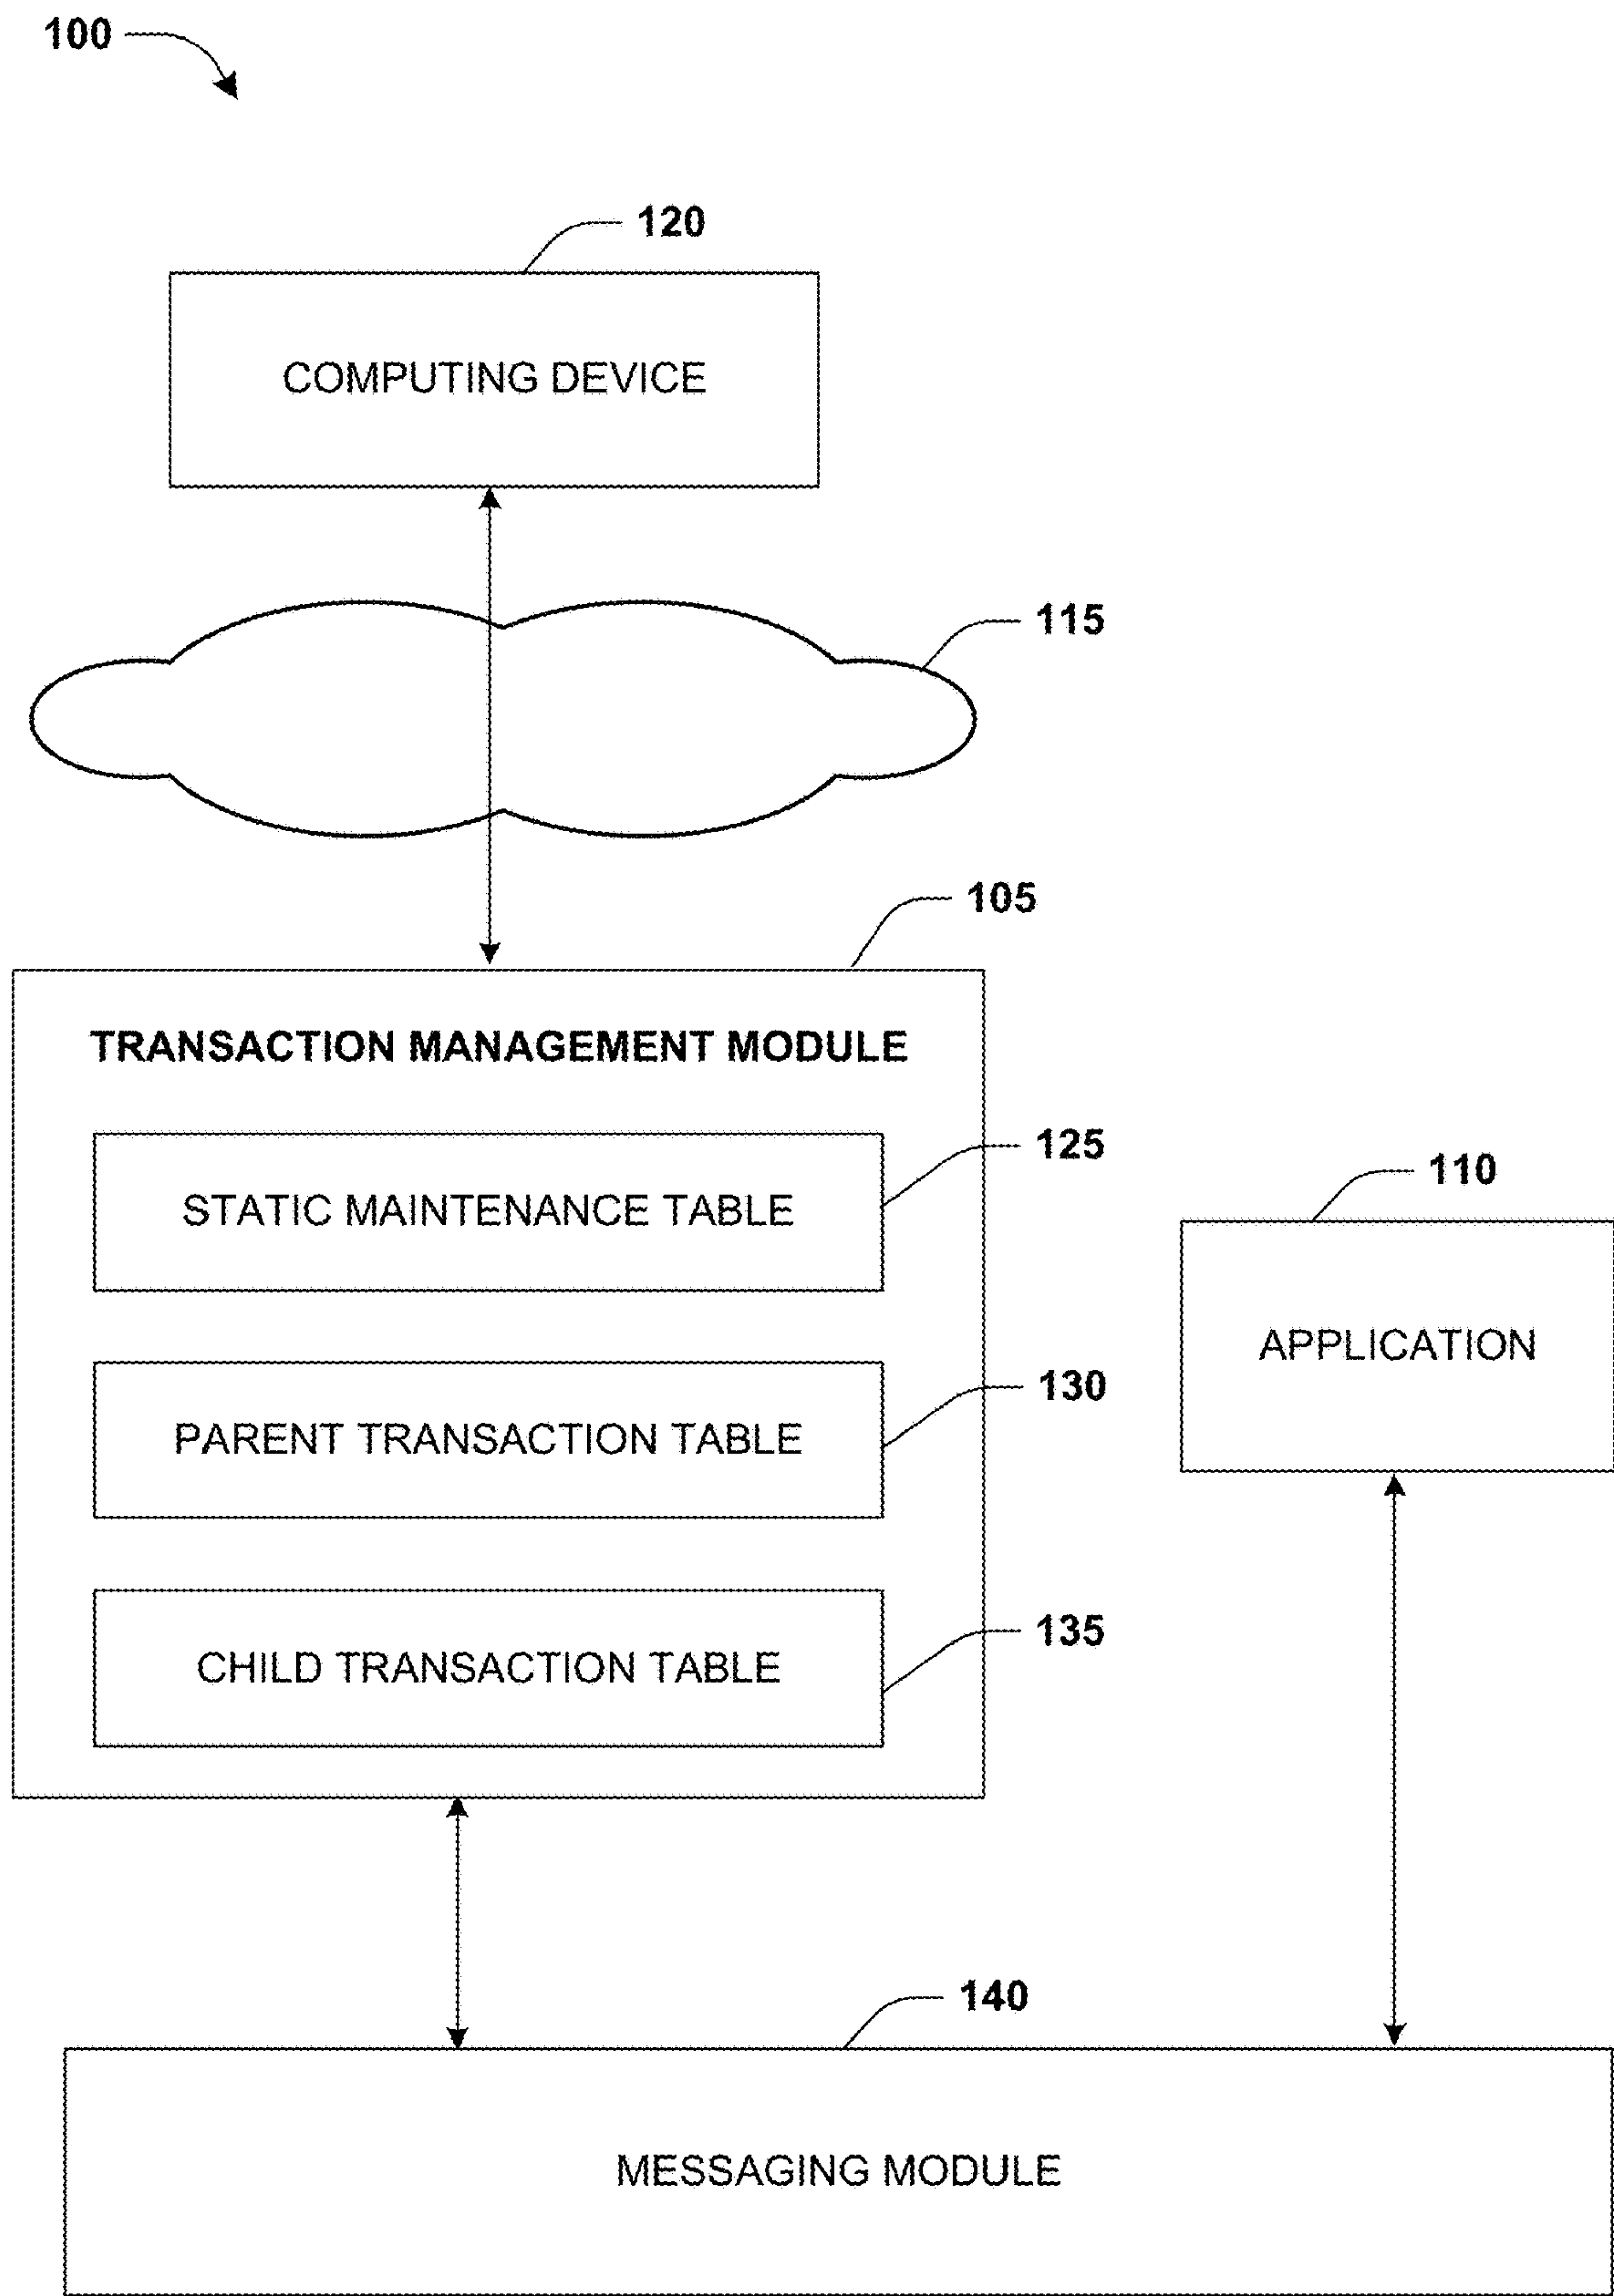 100
120
COMPUTING DEVICE
115
105
TRANSACTION MANAGEMENT MODULE
125
STATIC MAINTENANCE TABLE
110
APPLICATION
130
PARENT TRANSACTION TABLE
135
CHILD TRANSACTION TABLE
140
MESSAGING MODULE